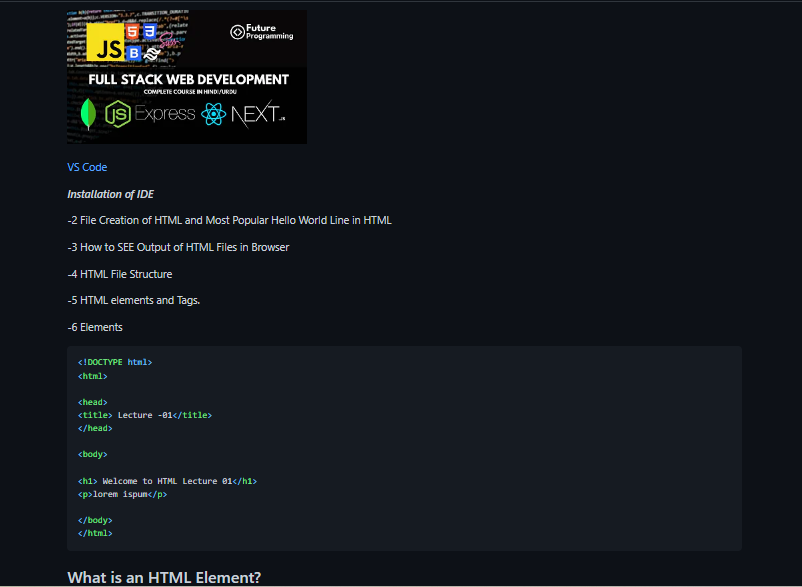 JS
5
3
Sass
B
Future
Programming
FULL STACK WEB DEVELOPMENT
COMPLETE COURSE IN HINDI/URDU
JS
Express
NEXT.JS
VS Code
Installation of IDE
-2 File Creation of HTML and Most Popular Hello World Line in HTML
-3 How to SEE Output of HTML Files in Browser
-4 HTML File Structure
-5 HTML elements and Tags.
-6 Elements
<!DOCTYPE html>
<html>
<head>
<title> Lecture -01</title>
</head>
<body>
<h1> Welcome to HTML Lecture 01</h1>
<p>lorem ispum</p>
</body>
</html>
What is an HTML Element?